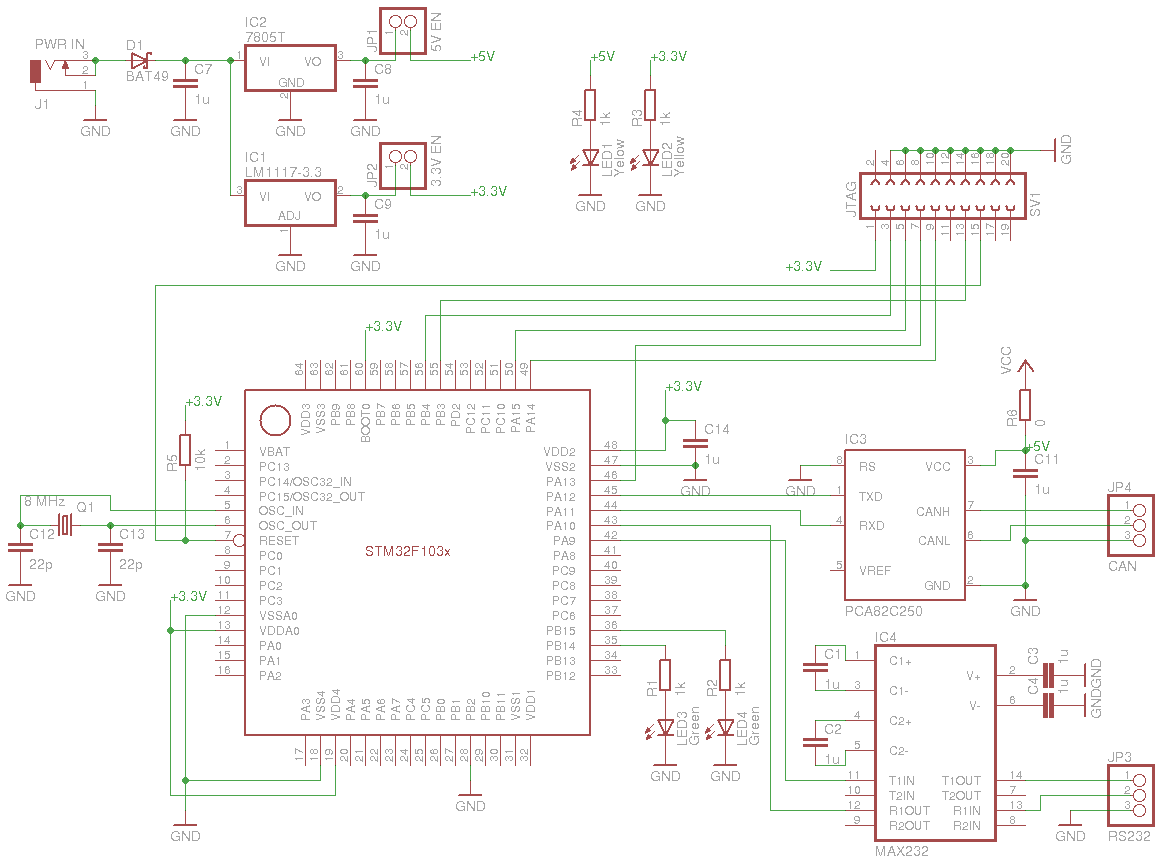 PWR IN
J1
3
2
1
GND
D1
BAT49
C7
1u
GND
IC2
7805T
1
VI
VO
3
GND
2
GND
C8
1u
GND
JP1
1
2
5V EN
+5V
IC1
LM1117-3.3
3
VI
VO
2
ADJ
1
GND
C9
1u
GND
JP2
1
2
3.3V EN
+3.3V
+5V
R4
1k
LED1
Yelow
GND
+3.3V
R3
1k
LED2
Yelow
GND
JTAG
SV1
GND
2
4
6
8
10
12
14
16
18
20
1
3
5
7
9
11
13
15
17
19
+3.3V
+3.3V
64
63
62
61
60
59
58
57
56
55
54
53
52
51
50
49
VDD3
VSS3
PB9
PB8
BOOT0
PB7
PB6
PB5
PB4
PB3
PD2
PC12
PC11
PC10
PA15
PA14
+3.3V
R5
10k
1 VBAT
2 PC13
3 PC14/OSC32_IN
4 PC15/OSC32_OUT
5 OSC_IN
6 OSC_OUT
7 RESET
8 PC0
9 PC1
10 PC2
11 PC3
12 VSSA0
13 VDDA0
14 PA0
15 PA1
16 PA2
8 MHz
Q1
C12
22p
GND
C13
22p
GND
+3.3V
GND
STM32F103x
VDD2 48
VSS2 47
PA13 46
PA12 45
PA11 44
PA10 43
PA9 42
PA8 41
PC9 40
PC8 39
PC7 38
PC6 37
PB15 36
PB14 35
PB13 34
PB12 33
PA3
VSS4
VDD4
PA4
PA5
PA6
PA7
PC4
PC5
PB0
PB1
PB2
PB10
PB11
VSS1
VDD1
17
18
19
20
21
22
23
24
25
26
27
28
29
30
31
32
GND
+3.3V
C14
1u
GND
R1
1k
LED3
Green
GND
R2
1k
LED4
Green
GND
IC3
8 RS
1 TXD
4 RXD
5 VREF
VCC 3
CANH 7
CANL 6
GND 2
PCA82C250
GND
VCC
R6
0
+5V
C11
1u
GND
JP4
1
2
3
CAN
IC4
C1
1u
C2
1u
1 C1+
3 C1-
4 C2+
5 C2-
11 T1IN
10 T2IN
12 R1OUT
9 R2OUT
V+ 2
V- 6
T1OUT 14
T2OUT 7
R1IN 13
R2IN 8
MAX232
C3
1u
GND
C4
1u
GND
JP3
1
2
3
RS232
GND